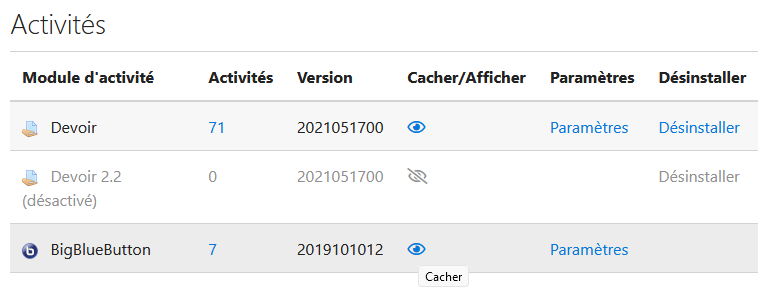 Activités
Module d'activité Activités Version Cacher/Afficher Paramètres Désinstaller
Devoir 71 2021051700 Paramètres Désinstaller
Devoir 2.2 0 2021051700 Désinstaller
(désactivé)
b BigBlueButton 7 2019101012 Paramètres
Cacher